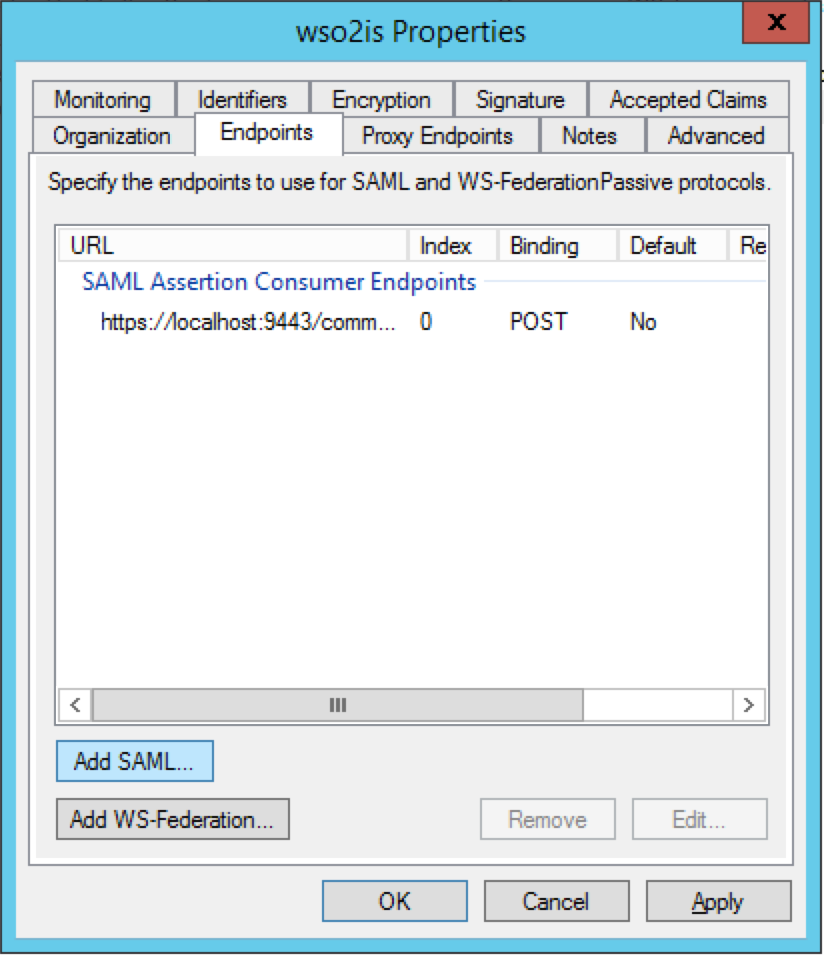 wso2is Properties
x
Monitoring Identifiers Encryption Signature Accepted Claims
Organization Endpoints Proxy Endpoints Notes Advanced
Specify the endpoints to use for SAML and WS-FederationPassive protocols.
URL Index Binding Default Re
SAML Assertion Consumer Endpoints
https://localhost:9443/comm... 0 POST No
Add SAML...
Add WS-Federation... Remove Edit...
OK Cancel Apply